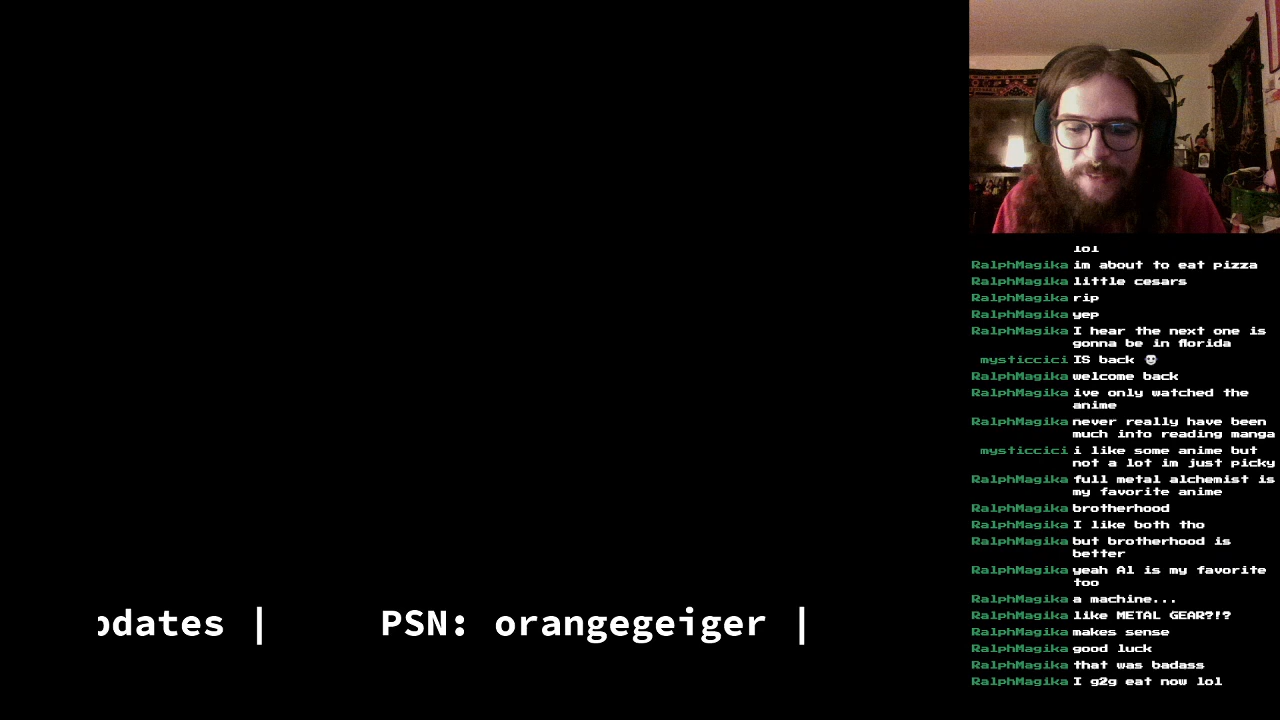 lol
RalphMagika im about to eat pizza
RalphMagika little cesars
RalphMagika rip
RalphMagika yep
RalphMagika I hear the next one is
gonna be in florida
mysticcici IS back
RalphMagika welcome back
RalphMagika ive only watched the
anime
RalphMagika never really have been
much into reading manga
mysticcici i like some anime but
not a lot im just picky
RalphMagika full metal alchemist is
my favorite anime
RalphMagika brotherhood
RalphMagika I like both tho
RalphMagika but brotherhood is
better
RalphMagika yeah Al is my favorite
too
RalphMagika a machine...
RalphMagika like METAL GEAR?!?
RalphMagika makes sense
RalphMagika good luck
RalphMagika that was badass
RalphMagika I g2g eat now lol
pdates | PSN: orangegeiger |